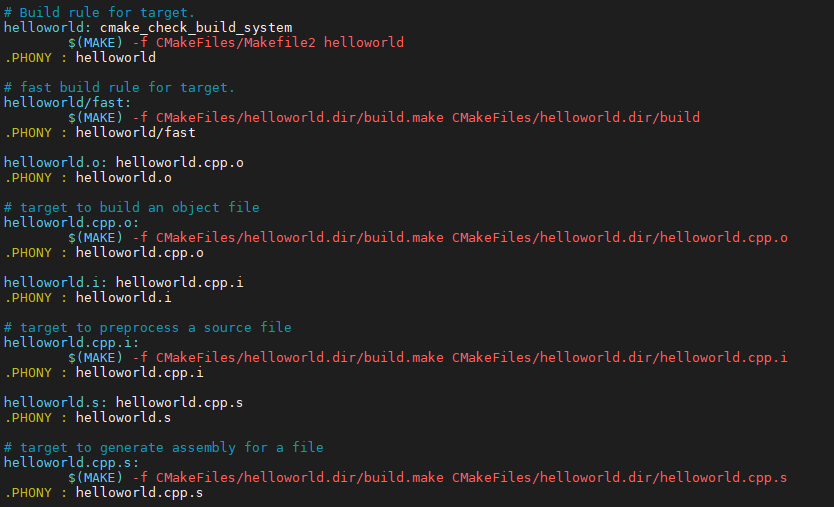 # Build rule for target.
helloworld: cmake_check_build_system
$(MAKE) -f CMakeFiles/Makefile2 helloworld
.PHONY : helloworld
# fast build rule for target.
helloworld/fast:
$(MAKE) -f CMakeFiles/helloworld.dir/build.make CMakeFiles/helloworld.dir/build
.PHONY : helloworld/fast
helloworld.o: helloworld.cpp.o
.PHONY : helloworld.o
# target to build an object file
helloworld.cpp.o:
$(MAKE) -f CMakeFiles/helloworld.dir/build.make CMakeFiles/helloworld.dir/helloworld.cpp.o
.PHONY : helloworld.cpp.o
helloworld.i: helloworld.cpp.i
.PHONY : helloworld.i
# target to preprocess a source file
helloworld.cpp.i:
$(MAKE) -f CMakeFiles/helloworld.dir/build.make CMakeFiles/helloworld.dir/helloworld.cpp.i
.PHONY : helloworld.cpp.i
helloworld.s: helloworld.cpp.s
.PHONY : helloworld.s
# target to generate assembly for a file
helloworld.cpp.s:
$(MAKE) -f CMakeFiles/helloworld.dir/build.make CMakeFiles/helloworld.dir/helloworld.cpp.s
.PHONY : helloworld.cpp.s